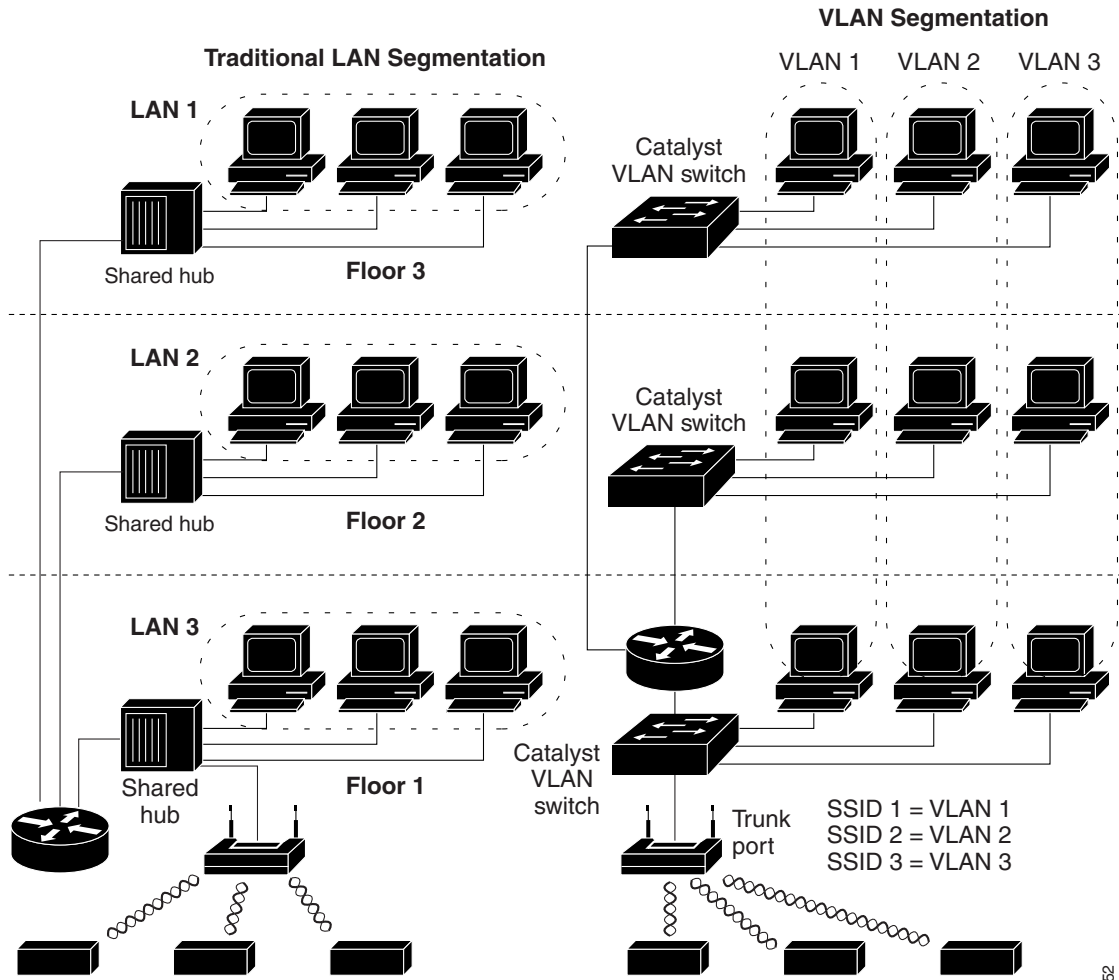 VLAN Segmentation
Traditional LAN Segmentation
VLAN 1
VLAN 2
VLAN 3
LAN 1
Catalyst
VLAN switch
Shared hub
Floor 3
LAN 2
Catalyst
VLAN switch
Shared hub
Floor 2
LAN 3
Shared
hub
Floor 1
Catalyst
VLAN
switch
Trunk
port
SSID 1 = VLAN 1
SSID 2 = VLAN 2
SSID 3 = VLAN 3